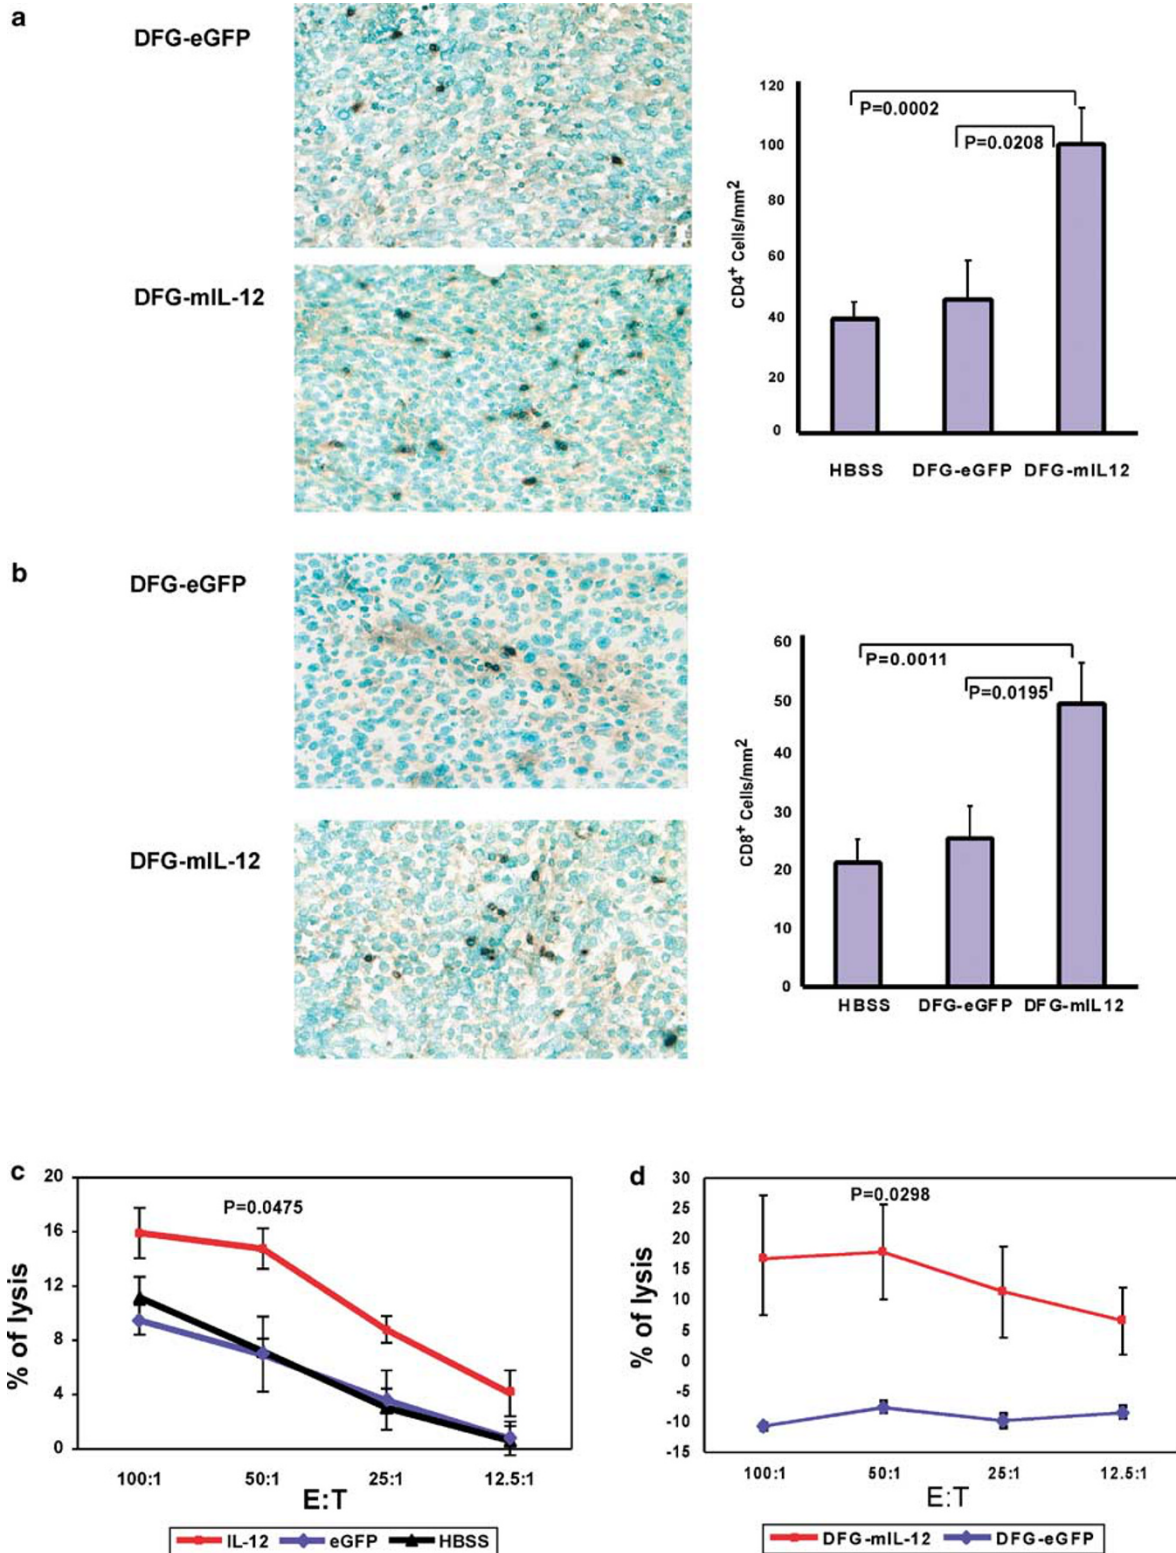 a
DFG-eGFP
DFG-mIL-12
120
100
80
60
40
20
0
CD4+ Cells/mm2
P=0.0002
P=0.0208
HBSS DFG-eGFP DFG-mIL12
b
DFG-eGFP
DFG-mIL-12
60
50
40
30
20
10
0
CD8+ Cells/mm2
P=0.0011
P=0.0195
HBSS DFG-eGFP DFG-mIL12
c
20
16
12
8
4
0
% of lysis
P=0.0475
100:1 50:1 25:1 12.5:1
E:T
IL-12 eGFP HBSS
d
30
25
20
15
10
5
0
-5
-10
-15
% of lysis
P=0.0298
100:1 50:1 25:1 12.5:1
E:T
DFG-mIL-12 DFG-eGFP